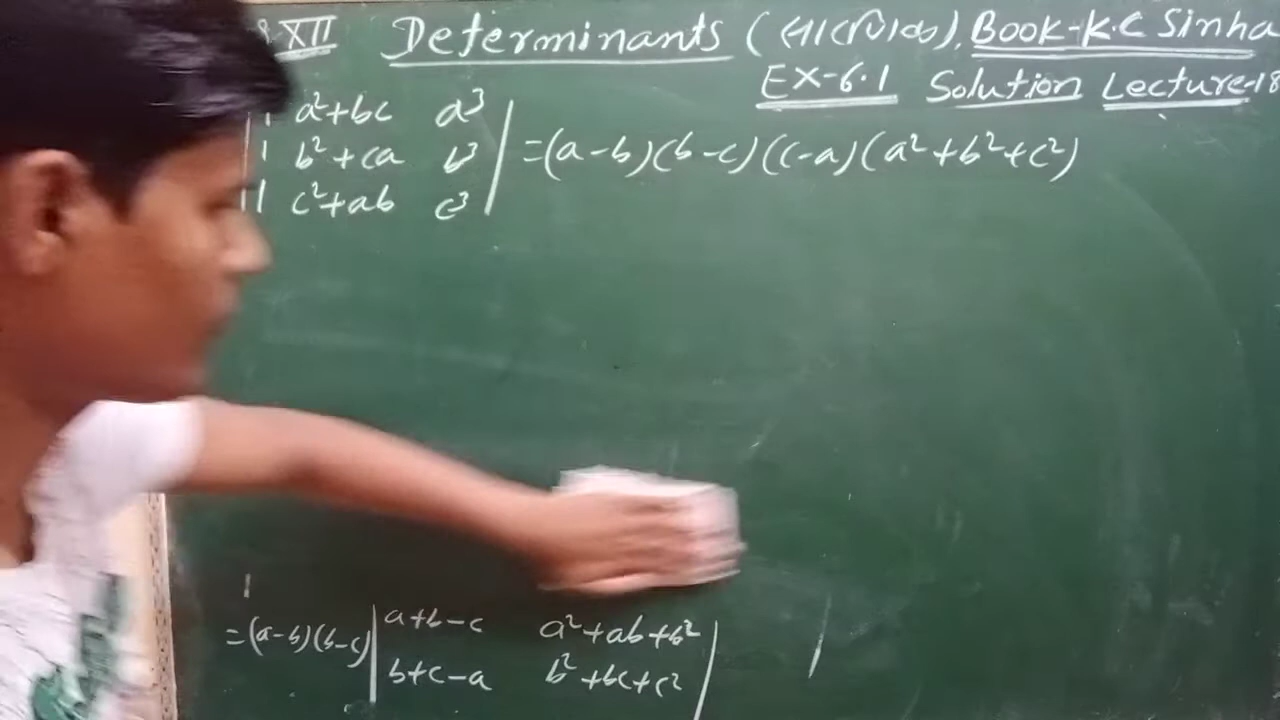 XII Determinants (सारणिक), Book-K.C Sinha
EX-6.1 Solution Lecture-18
| 1 a²+bc a³ |
| 1 b²+ca b³ | =(a-b)(b-c)(c-a)(a²+b²+c²)
| 1 c²+ab c³ |
=(a-b)(b-c) | a+b-c a²+ab+b² |
| b+c-a b²+bc+c² |